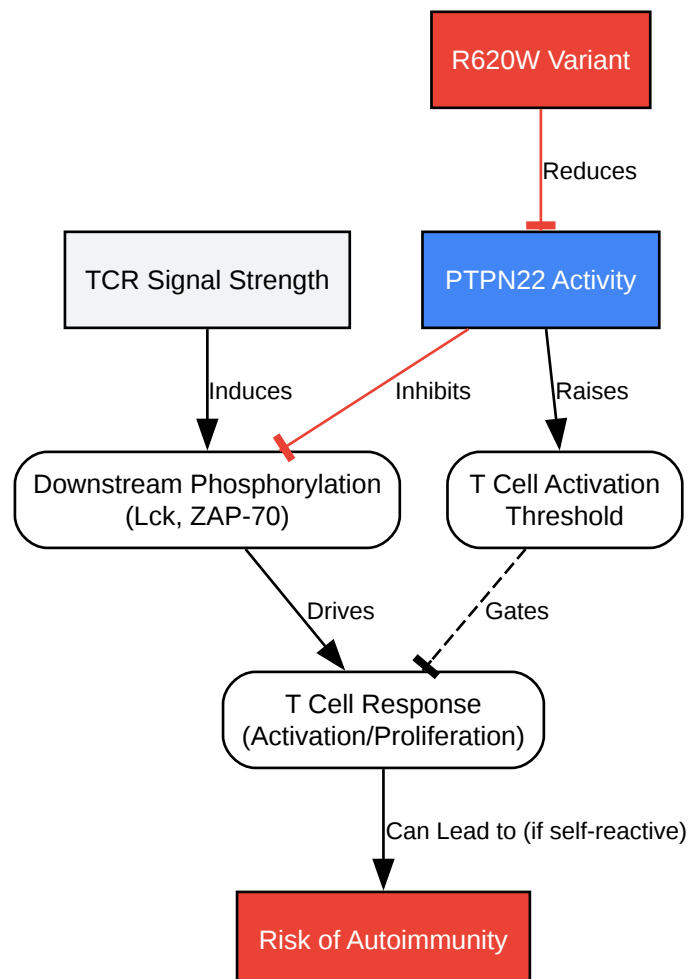 R620W Variant
Reduces
TCR Signal Strength
PTPN22 Activity
Induces
Inhibits
Raises
Downstream Phosphorylation
(Lck, ZAP-70)
T Cell Activation
Threshold
Drives
Gates
T Cell Response
(Activation/Proliferation)
Can Lead to (if self-reactive)
Risk of Autoimmunity